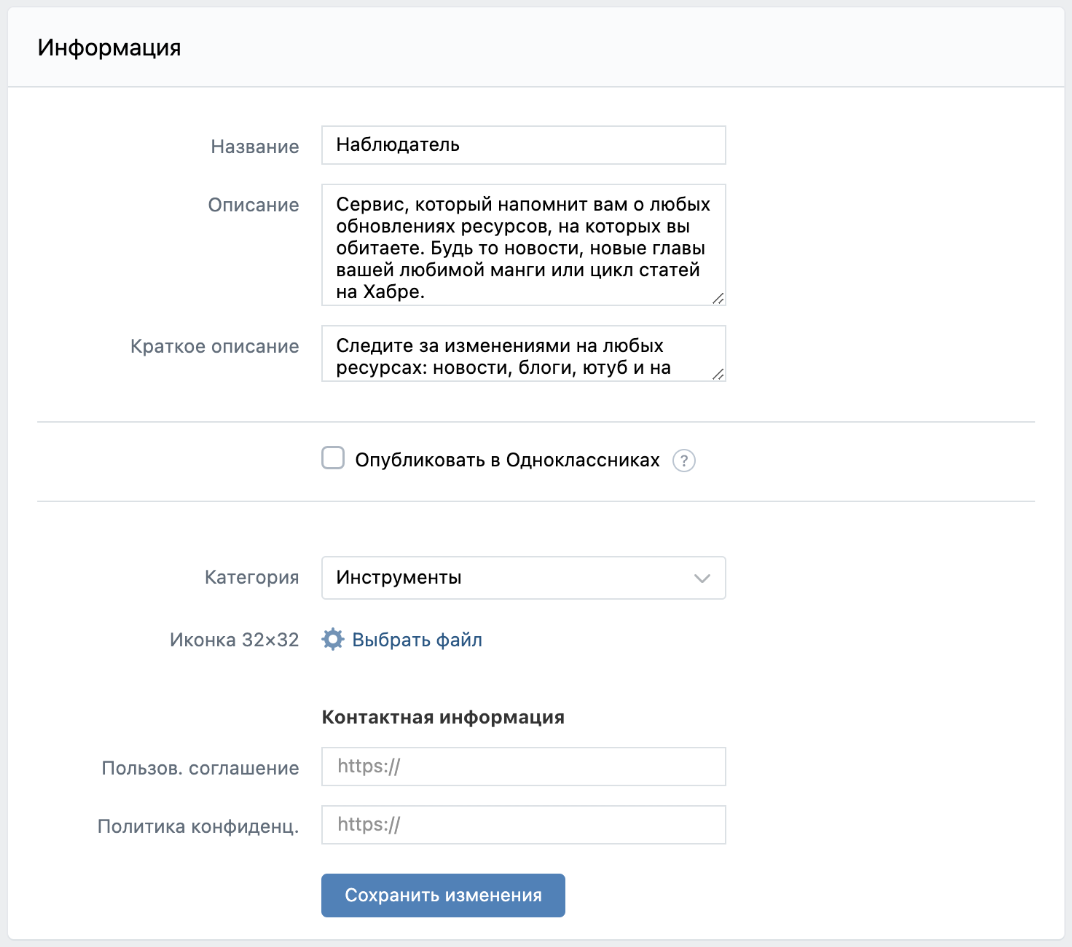 Информация
Название
Наблюдатель
Описание
Сервис, который напомнит вам о любых
обновлениях ресурсов, на которых вы
обитаете. Будь то новости, новые главы
вашей любимой манги или цикл статей
на Хабре.
Краткое описание
Следите за изменениями на любых
ресурсах: новости, блоги, ютуб и на
Опубликовать в Одноклассниках ?
Категория
Инструменты
Иконка 32×32
Выбрать файл
Контактная информация
Пользов. соглашение
https://
Политика конфиденц.
https://
Сохранить изменения